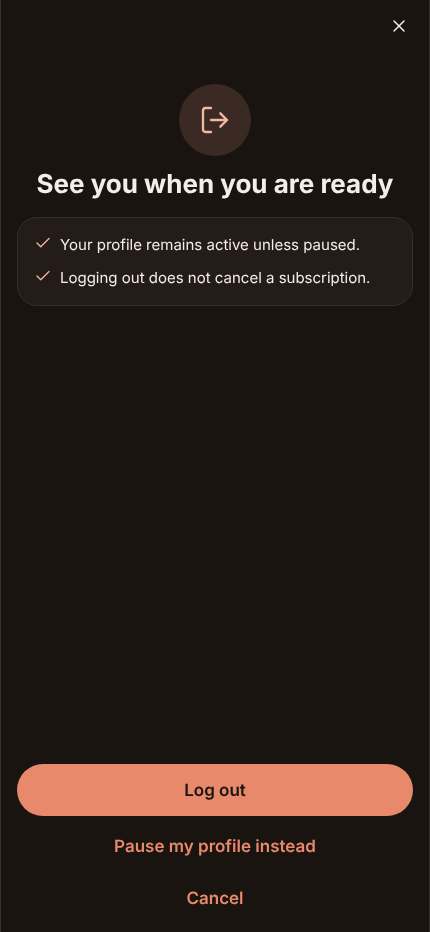 See you when you are ready
Your profile remains active unless paused.
Logging out does not cancel a subscription.
Log out
Pause my profile instead
Cancel